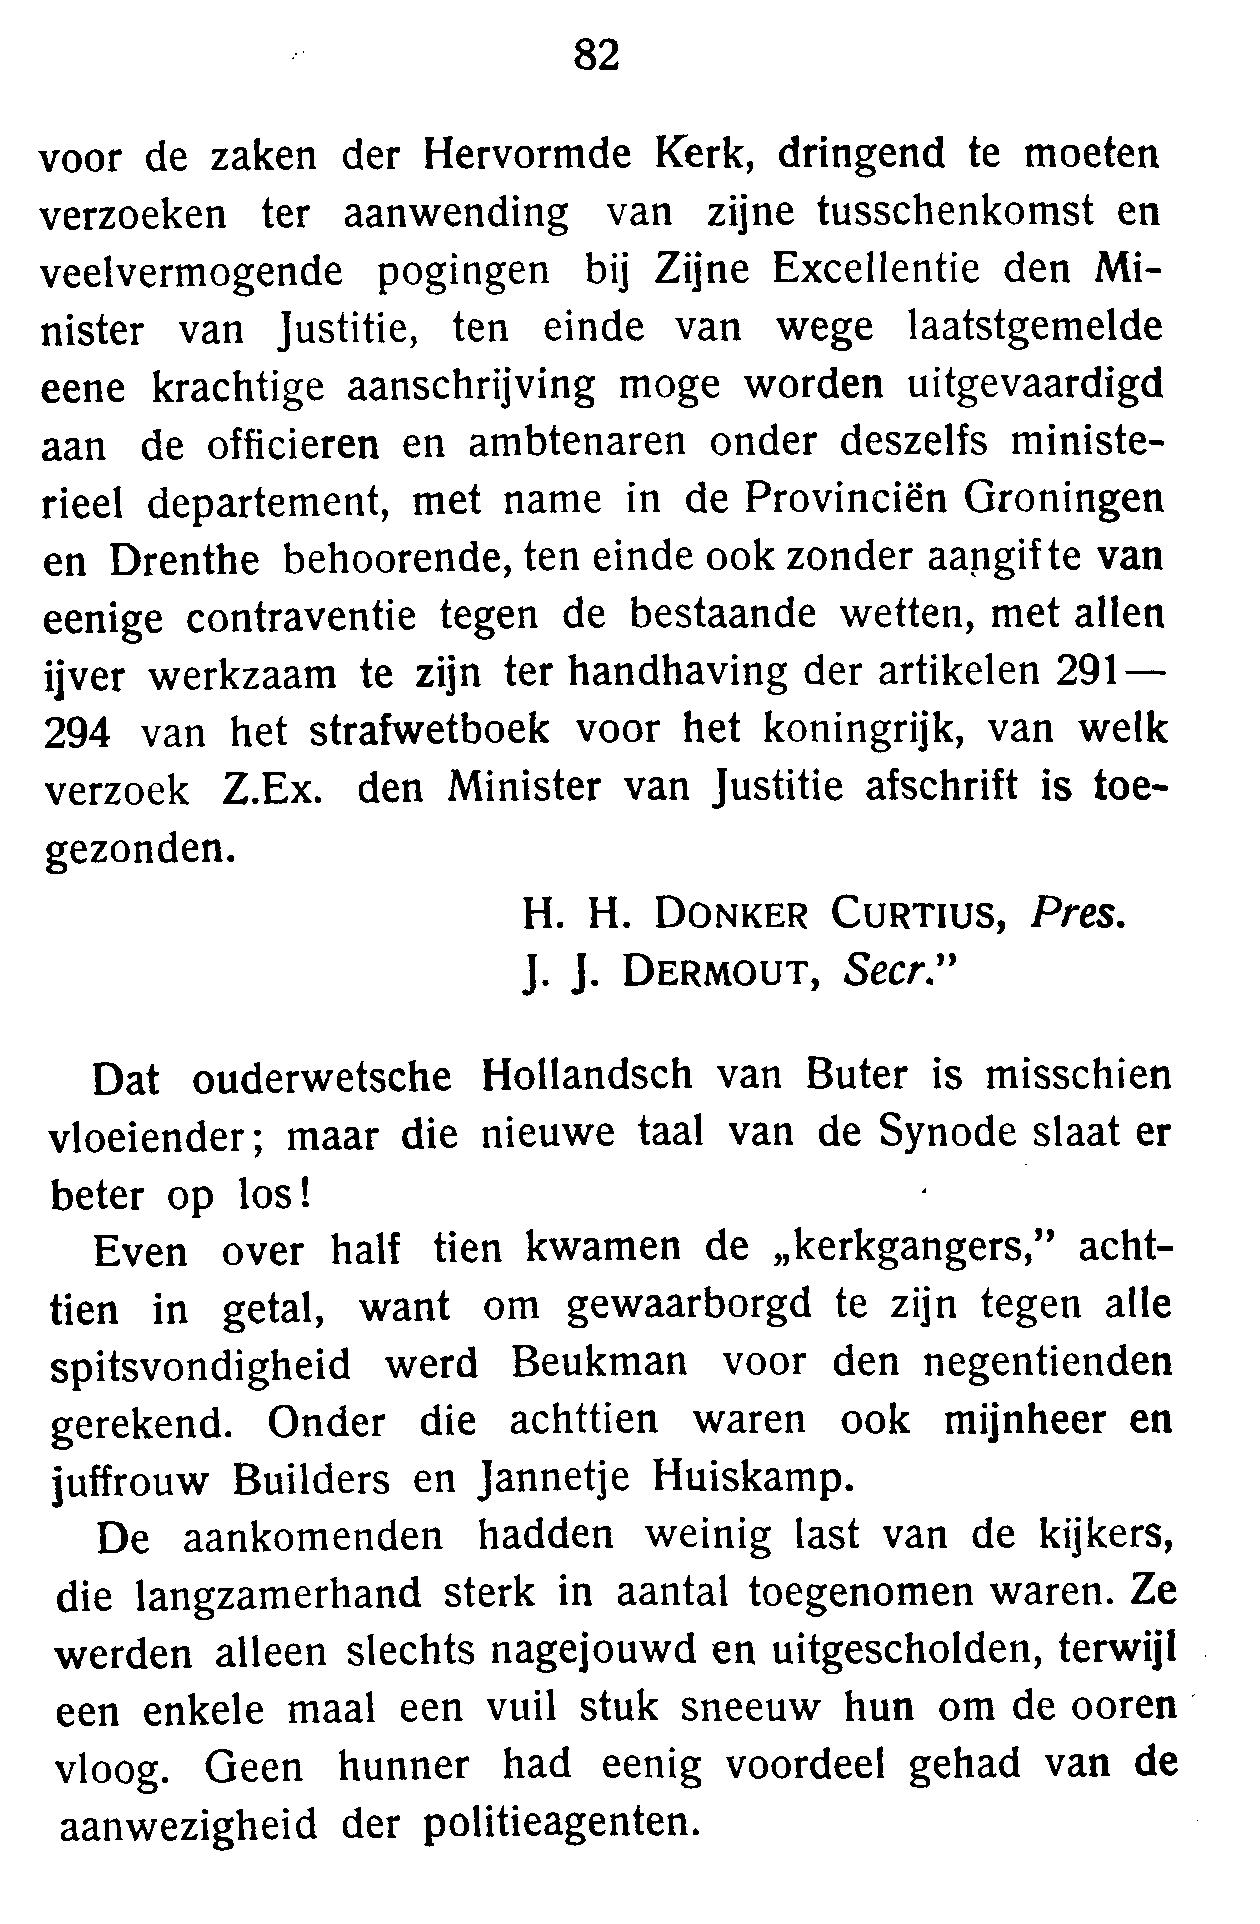 82
voor de zaken der Hervormde Kerk, dringend te moeten
verzoeken ter aanwending van zijne tusschenkomst en
veelvermogende pogingen bij Zijne Excellentie den Mi-
nister van Justitie, ten einde van wege laatstgemelde
eene krachtige aanschrijving moge worden uitgevaardigd
aan de officieren en ambtenaren onder deszelfs ministe-
rieel departement, met name in de Provinciën Groningen
en Drenthe behoorende, ten einde ook zonder aangifte van
eenige contraventie tegen de bestaande wetten, met allen
ijver werkzaam te zijn ter handhaving der artikelen 291—
294 van het strafwetboek voor het koningrijk, van welk
verzoek Z.Ex. den Minister van Justitie afschrift is toe-
gezonden.
H. H. DONKER CURTIUS, Pres.
J. J. DERMOUT, Secr.”
Dat ouderwetsche Hollandsch van Buter is misschien
vloeiender; maar die nieuwe taal van de Synode slaat er
beter op los!
Even over half tien kwamen de „kerkgangers,” acht-
tien in getal, want om gewaarborgd te zijn tegen alle
spitsvondigheid werd Beukman voor den negentienden
gerekend. Onder die achttien waren ook mijnheer en
juffrouw Builders en Jannetje Huiskamp.
De aankomenden hadden weinig last van de kijkers,
die langzamerhand sterk in aantal toegenomen waren. Ze
werden alleen slechts nagejouwd en uitgescholden, terwijl
een enkele maal een vuil stuk sneeuw hun om de ooren
vloog. Geen hunner had eenig voordeel gehad van de
aanwezigheid der politieagenten.